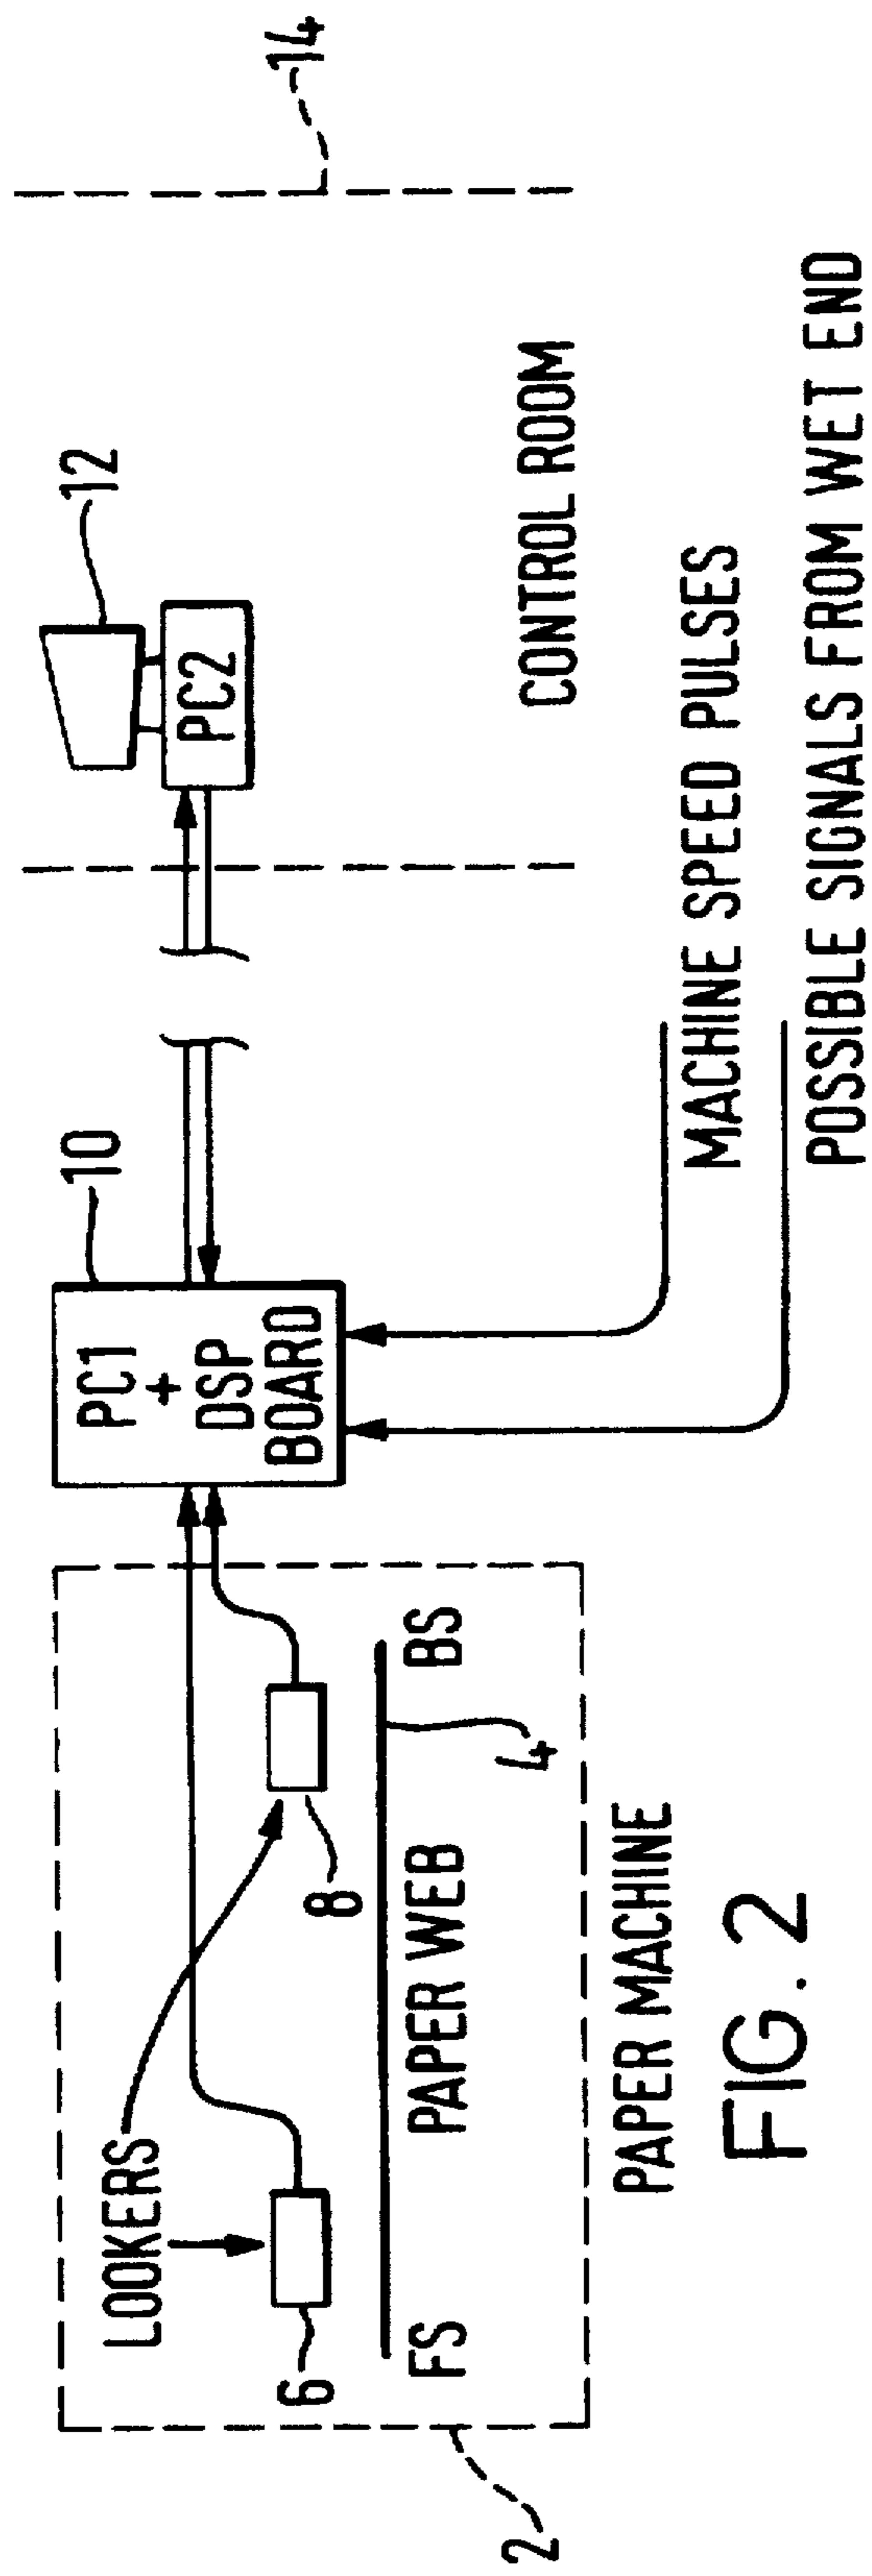 14
12
PC2
CONTROL ROOM
10
PC1
+
DSP
BOARD
MACHINE SPEED PULSES
POSSIBLE SIGNALS FROM WET END
LOOKERS
6
8
FS
PAPER WEB
BS
4
2
PAPER MACHINE
FIG. 2